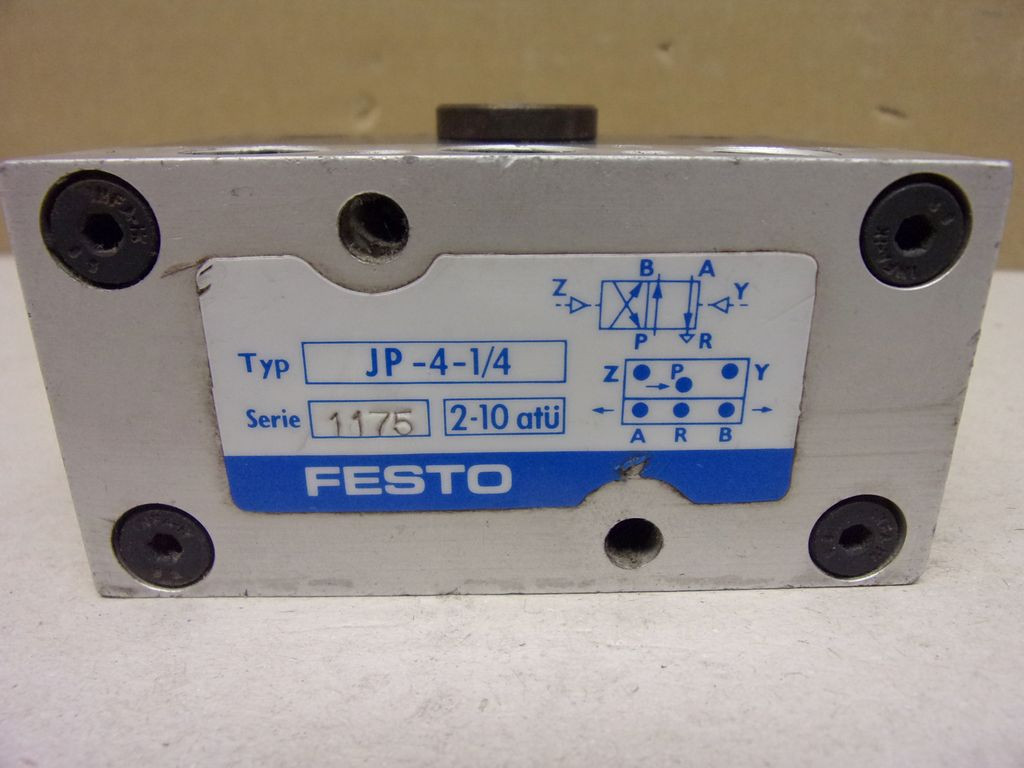 B A
Z Y
P R
Typ JP-4-1/4
Z P Y
Serie 1175 2-10 atü
A R B
FESTO